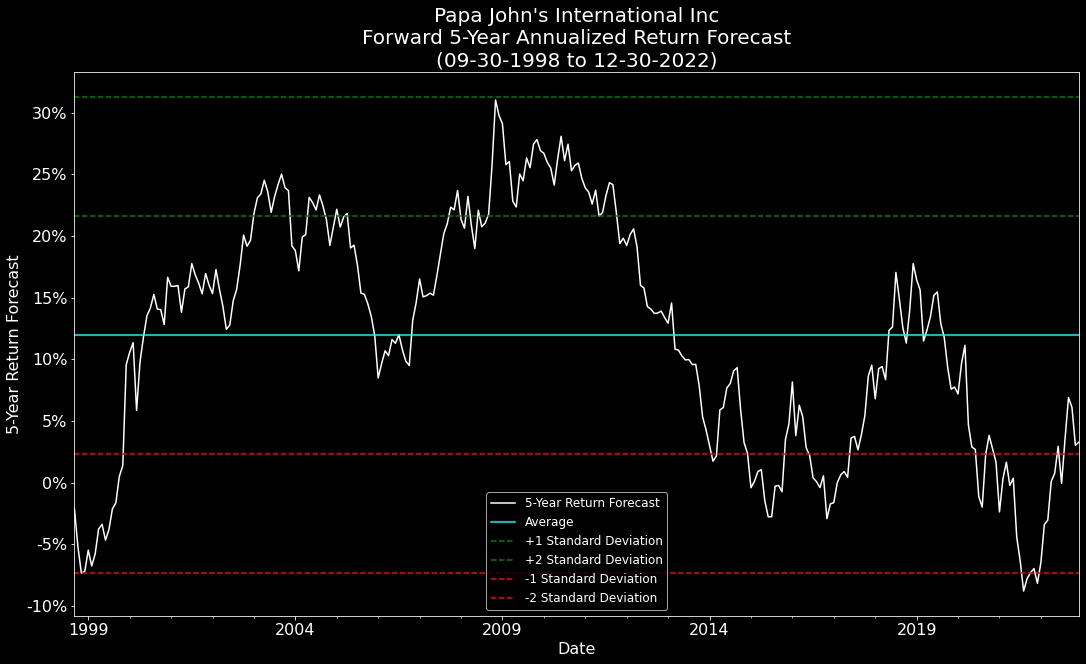 Papa John's International Inc
Forward 5-Year Annualized Return Forecast
(09-30-1998 to 12-30-2022)
5-Year Return Forecast
30%
25%
20%
15%
10%
5%
0%
-5%
-10%
5-Year Return Forecast
Average
+1 Standard Deviation
+2 Standard Deviation
-1 Standard Deviation
-2 Standard Deviation
1999 2004 2009 2014 2019
Date